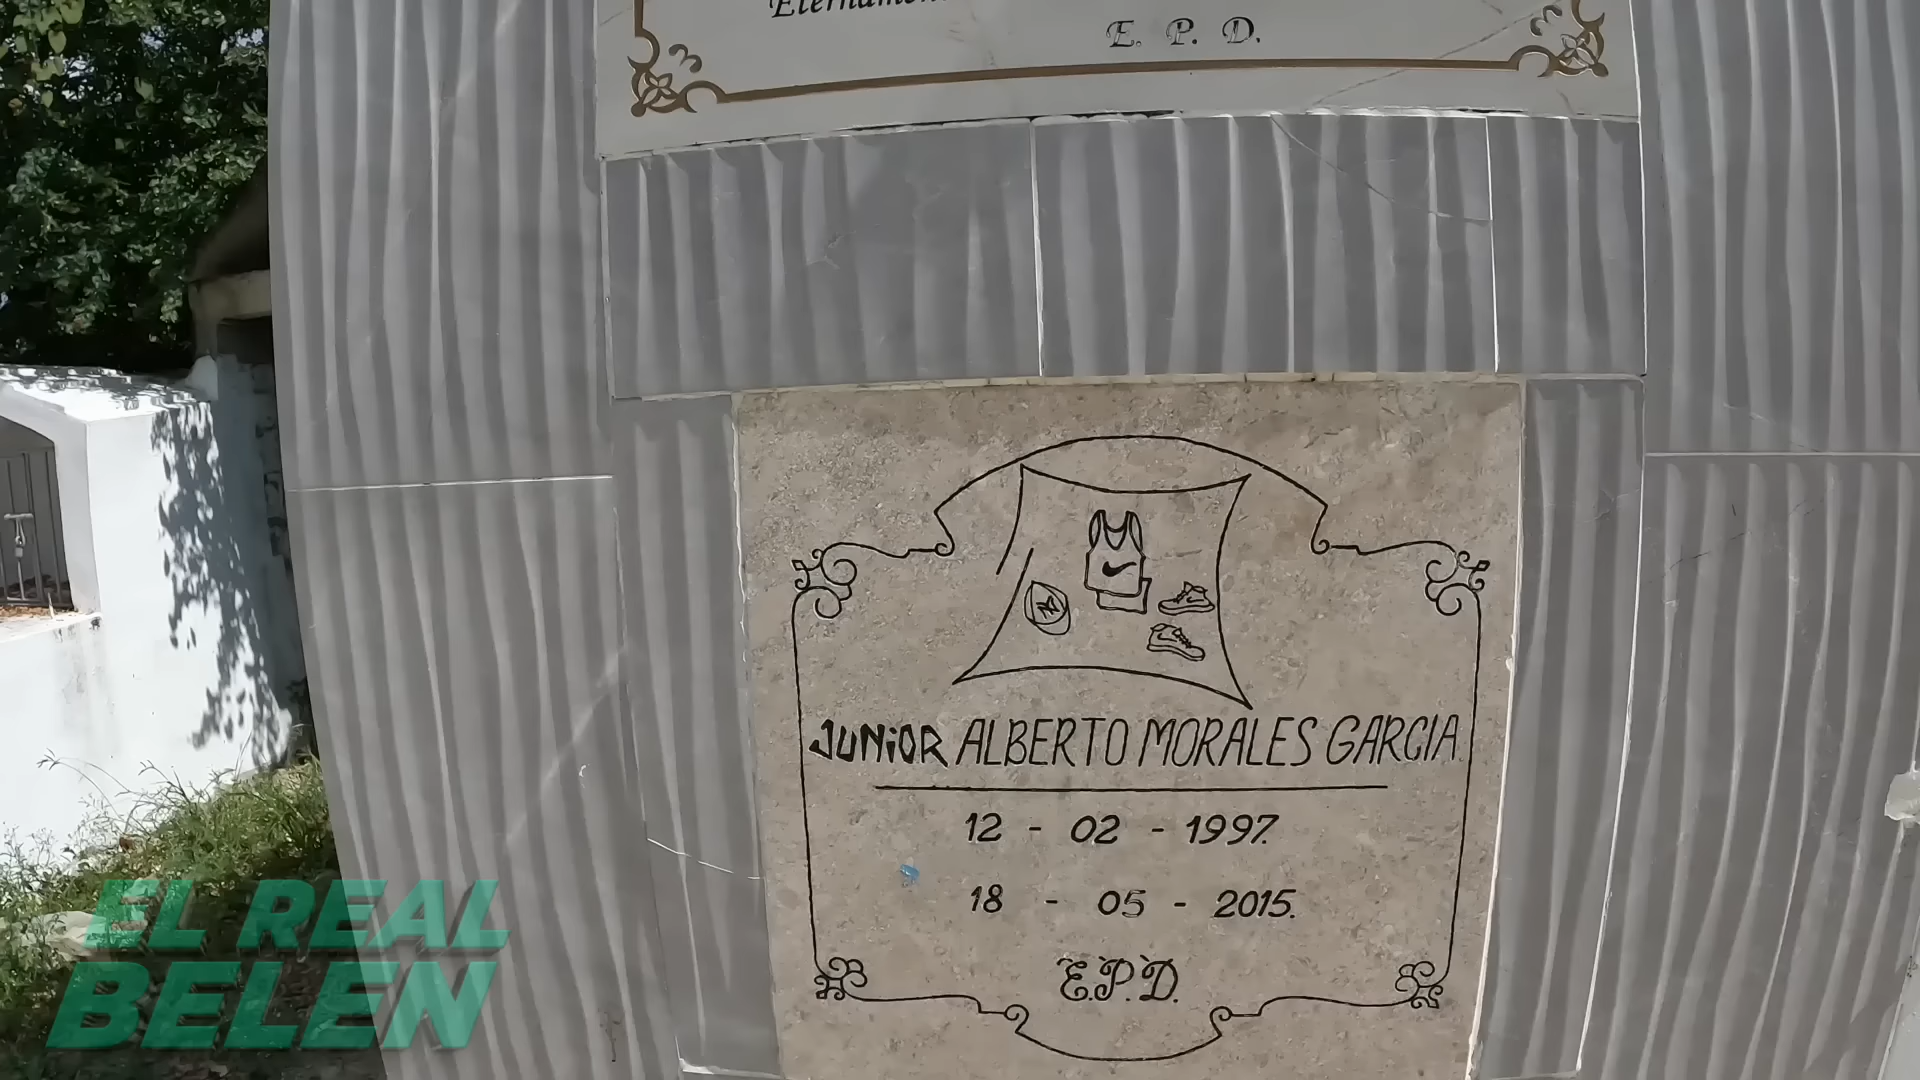 E. P. D.
JUNiOR ALBERTO MORALES GARCIA.
12 - 02 - 1997.
18 - 05 - 2015.
E.P.D.
EL REAL
BELEN